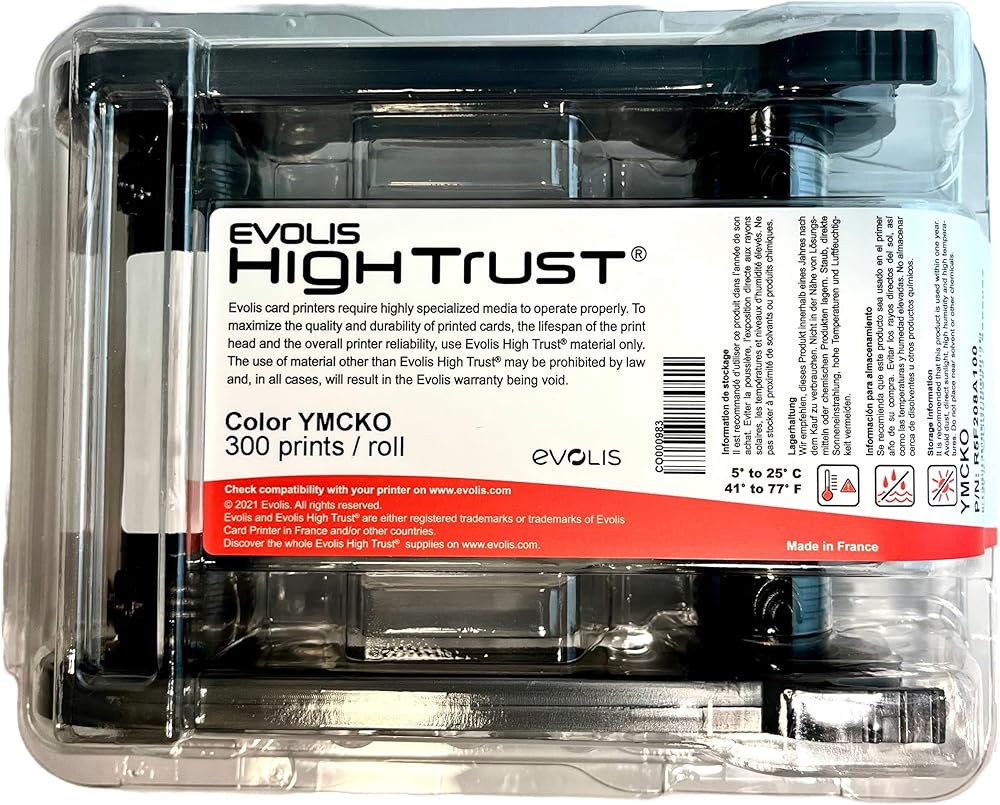 EVOLIS
HIGH TRUST®
Evolis card printers require highly specialized media to operate properly. To
maximize the quality and durability of printed cards, the lifespan of the print
head and the overall printer reliability, use Evolis High Trust® material only.
The use of material other than Evolis High Trust® may be prohibited by law
and, in all cases, will result in the Evolis warranty being void.
Color YMCKO
300 prints / roll
evolis
CO000983
Check compatibility with your printer on www.evolis.com
© 2021 Evolis. All rights reserved.
Evolis and Evolis High Trust® are either registered trademarks or trademarks of Evolis
Card Printer in France and/or other countries.
Discover the whole Evolis High Trust® supplies on www.evolis.com.
Information de stockage
Il est recommandé d'utiliser ce produit dans l'année de son
achat. Eviter la poussière, l'exposition directe aux rayons
solaires, les températures et niveaux d'humidité élevés. Ne
pas stocker à proximité de solvants ou produits chimiques.
Lagerhaltung
Wir empfehlen, dieses Produkt innerhalb eines Jahres nach
dem Kauf zu verbrauchen. Nicht in der Nähe von Lösungs-
mitteln oder chemischen Produkten lagern. Staub, direkte
Sonneneinstrahlung, hohe Temperaturen und Luftfeuchtig-
keit vermeiden.
Información para almacenamiento
Se recomienda que este producto sea usado en el primer
año de su compra. Evitar los rayos directos del sol, así
como las temperaturas y humedad elevadas. No almacenar
cerca de disolventes u otros productos químicos.
Storage Information
It is recommended that this product is used within one year.
Avoid dust, direct sunlight, high humidity and high tempera-
tures. Do not place near solvent or other chemicals.
5° to 25° C
41° to 77° F
YMCKO
P/N: R5F208A100
Made in France